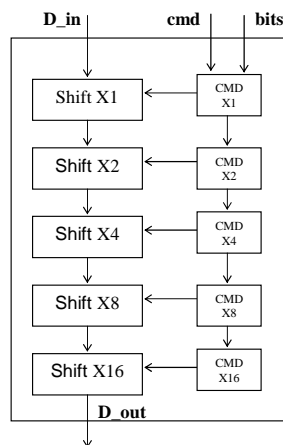 D_in cmd bits
Shift X1
CMD
X1
Shift X2
CMD
X2
Shift X4
CMD
X4
Shift X8
CMD
X8
Shift X16
CMD
X16
D_out